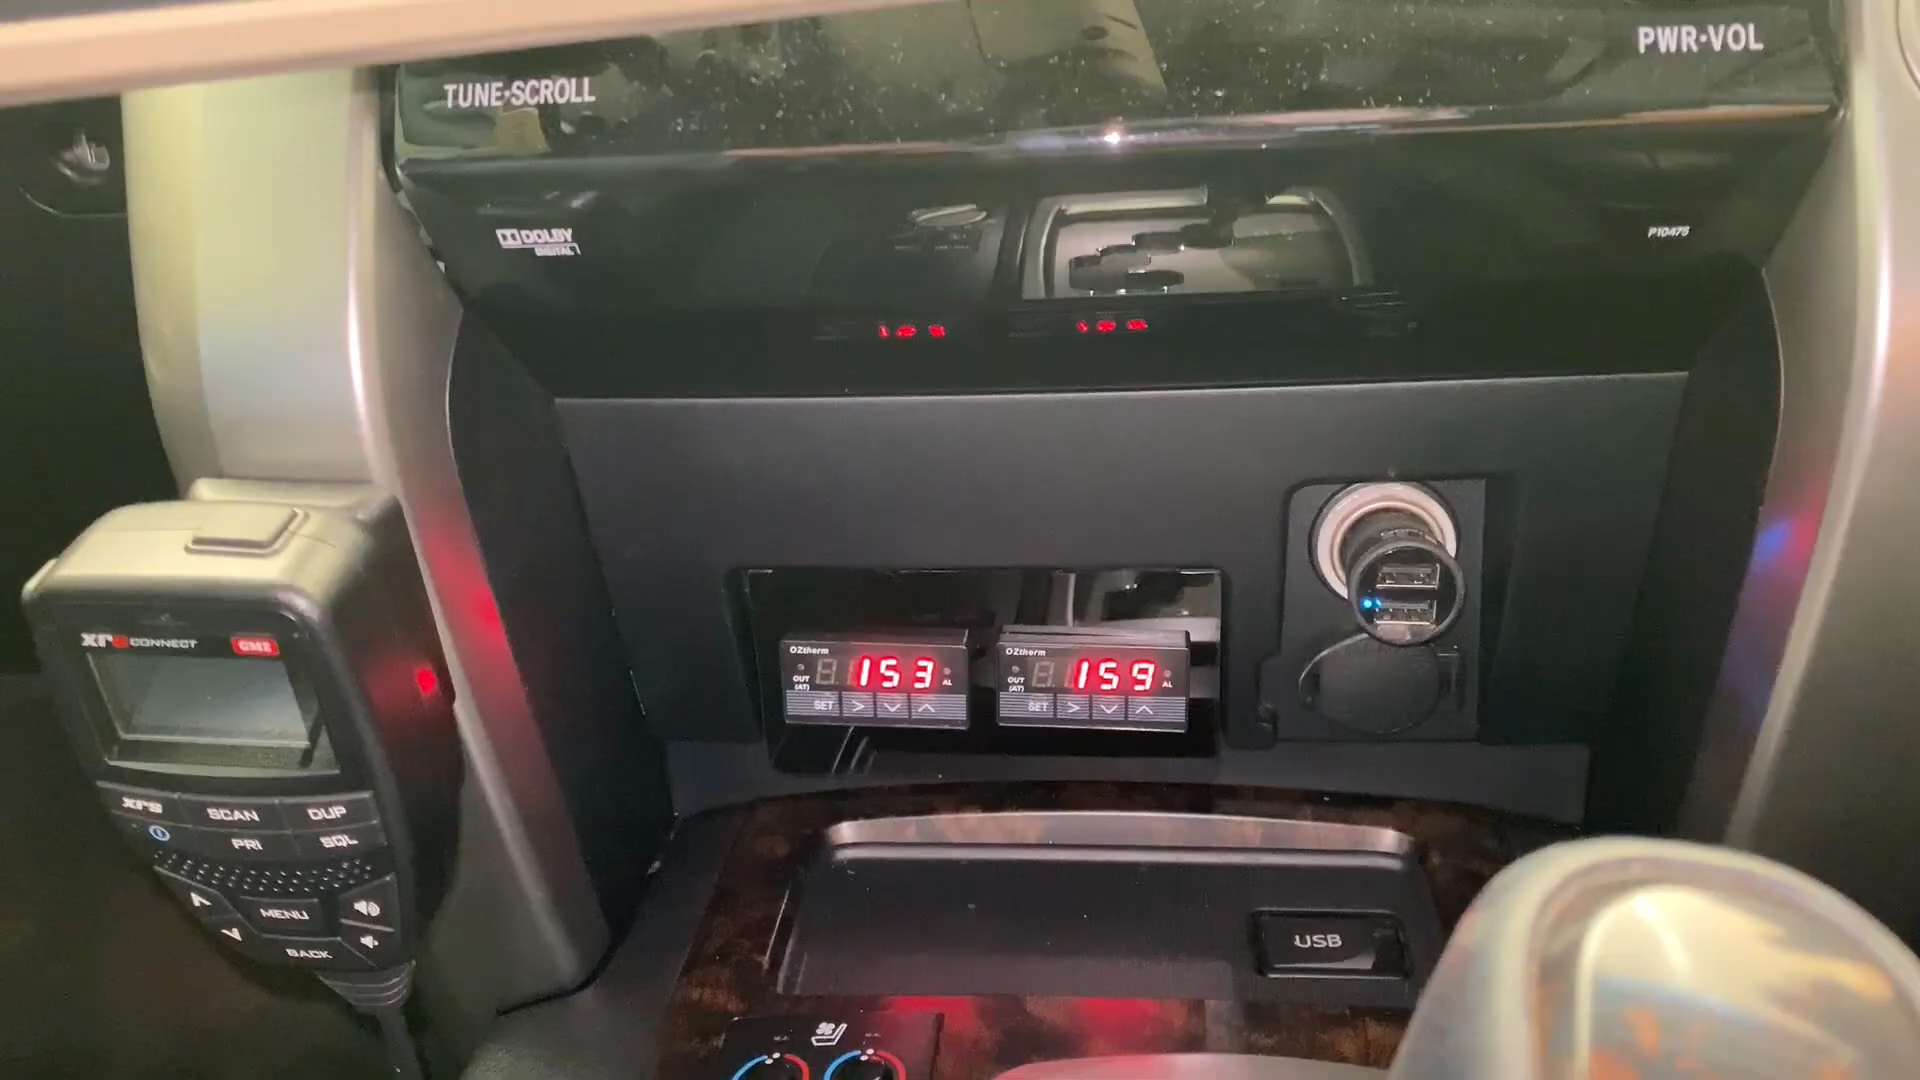 TUNE·SCROLL
PWR·VOL
DOLBY
DIGITAL
P10475
xrs CONNECT
GME
OZtherm
153
OUT
(AT)
AL
SET
OZtherm
159
OUT
(AT)
AL
SET
xrs
SCAN
DUP
PRI
SQL
MENU
BACK
USB